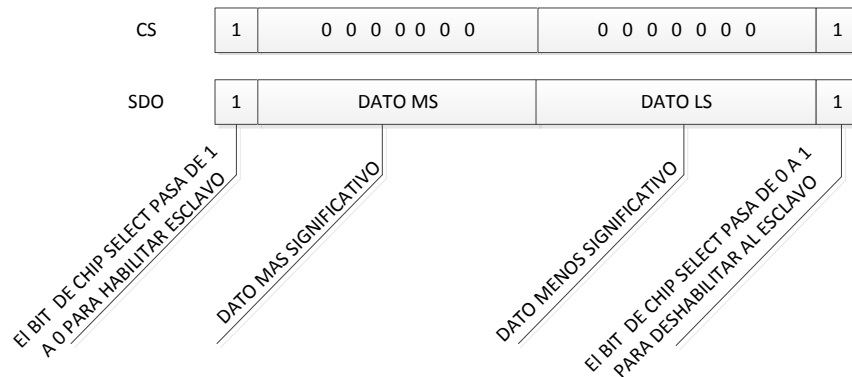 CS 1 0 0 0 0 0 0 0 0 0 0 0 0 0 0 1
SDO 1 DATO MS DATO LS 1
El BIT DE CHIP SELECT PASA DE 1
A 0 PARA HABILITAR ESCLAVO
DATO MAS SIGNIFICATIVO
DATO MENOS SIGNIFICATIVO
El BIT DE CHIP SELECT PASA DE 0 A 1
PARA DESHABILITAR AL ESCLAVO